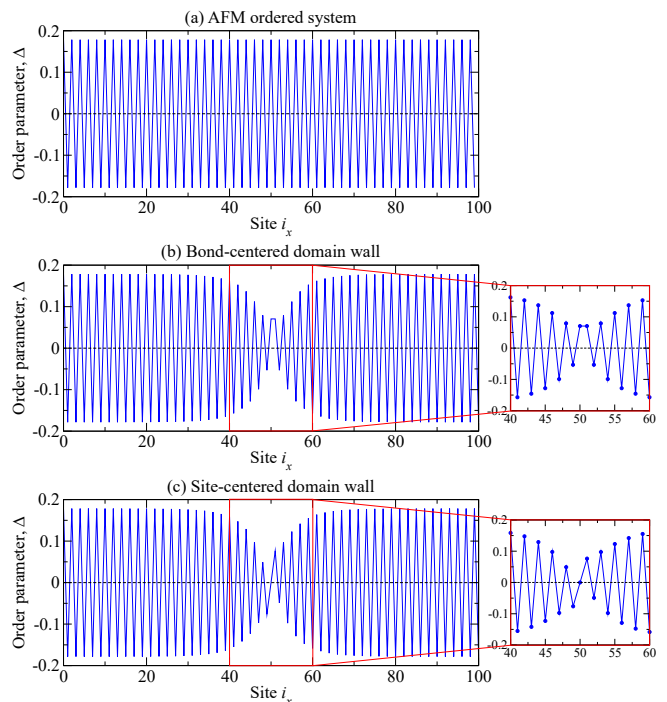 (a) AFM ordered system
Order parameter, Δ
0.2
0.1
0
-0.1
-0.2
0 20 40 60 80 100
Site i_x
(b) Bond-centered domain wall
Order parameter, Δ
0.2
0.1
0
-0.1
-0.2
0 20 40 60 80 100
Site i_x
0.2
0.1
0
-0.1
-0.2
40 45 50 55 60
(c) Site-centered domain wall
Order parameter, Δ
0.2
0.1
0
-0.1
-0.2
0 20 40 60 80 100
Site i_x
0.2
0.1
0
-0.1
-0.2
40 45 50 55 60